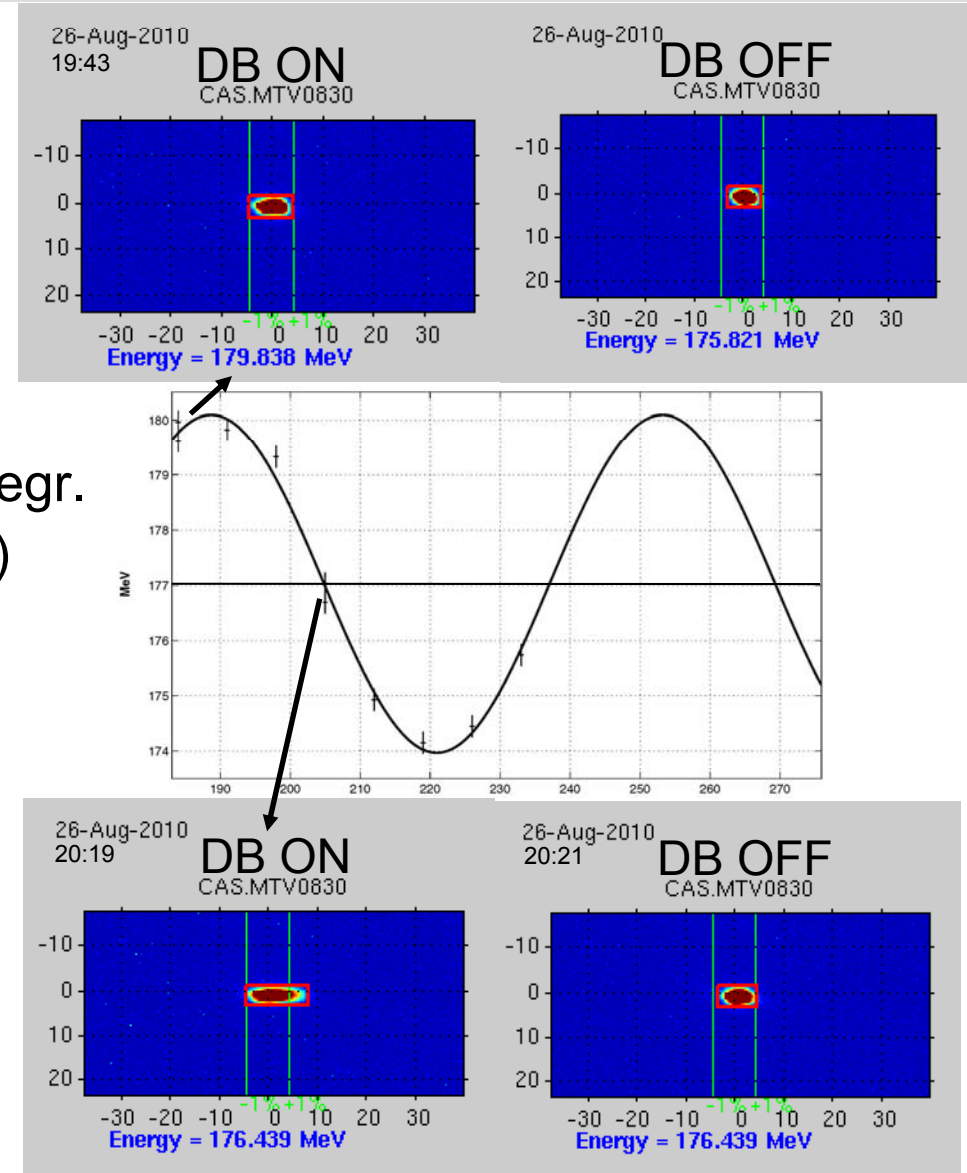 26-Aug-2010
19:43
DB ON
CAS.MTV0830
-10
0
10
20
-30 -20 -10 0 10 20 30
-1% +1%
Energy = 179.838 MeV
26-Aug-2010
DB OFF
CAS.MTV0830
-10
0
10
20
-30 -20 -10 0 10 20 30
-1% +1%
Energy = 175.821 MeV
egr.
)
MeV
180
179
178
177
176
175
174
190 200 210 220 230 240 250 260 270
26-Aug-2010
20:19
DB ON
CAS.MTV0830
-10
0
10
20
-30 -20 -10 0 10 20 30
-1% +1%
Energy = 176.439 MeV
26-Aug-2010
20:21
DB OFF
CAS.MTV0830
-10
0
10
20
-30 -20 -10 0 10 20 30
-1% +1%
Energy = 176.439 MeV